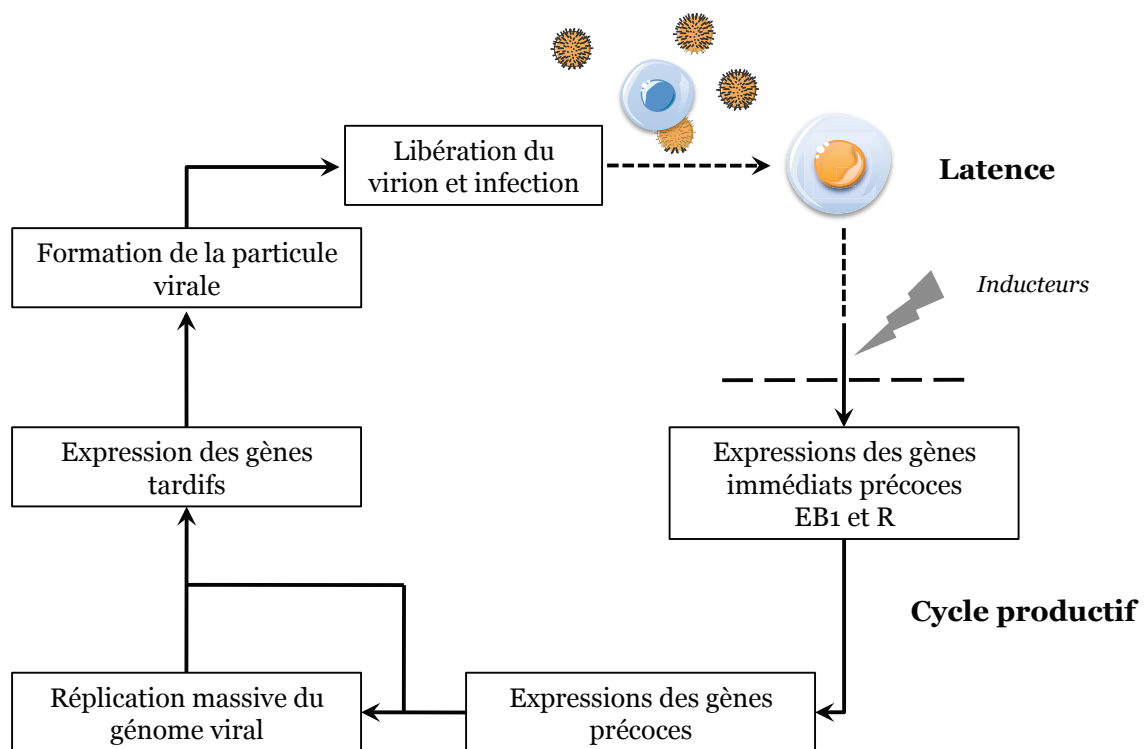 Libération du
virion et infection
Latence
Formation de la particule
virale
Inducteurs
Expression des gènes
tardifs
Expressions des gènes
immédiats précoces
EB1 et R
Cycle productif
Réplication massive du
génome viral
Expressions des gènes
précoces